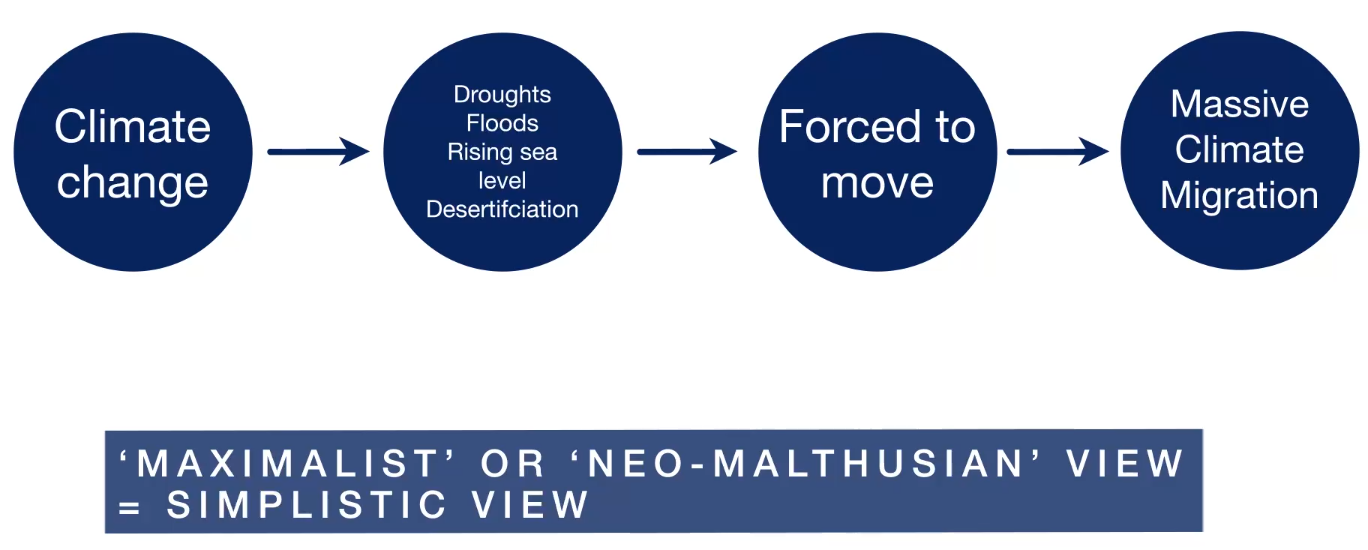 Climate
change
Droughts
Floods
Rising sea
level
Desertifciation
Forced to
move
Massive
Climate
Migration
‘MAXIMALIST’ OR ‘NEO-MALTHUSIAN’ VIEW
= SIMPLISTIC VIEW